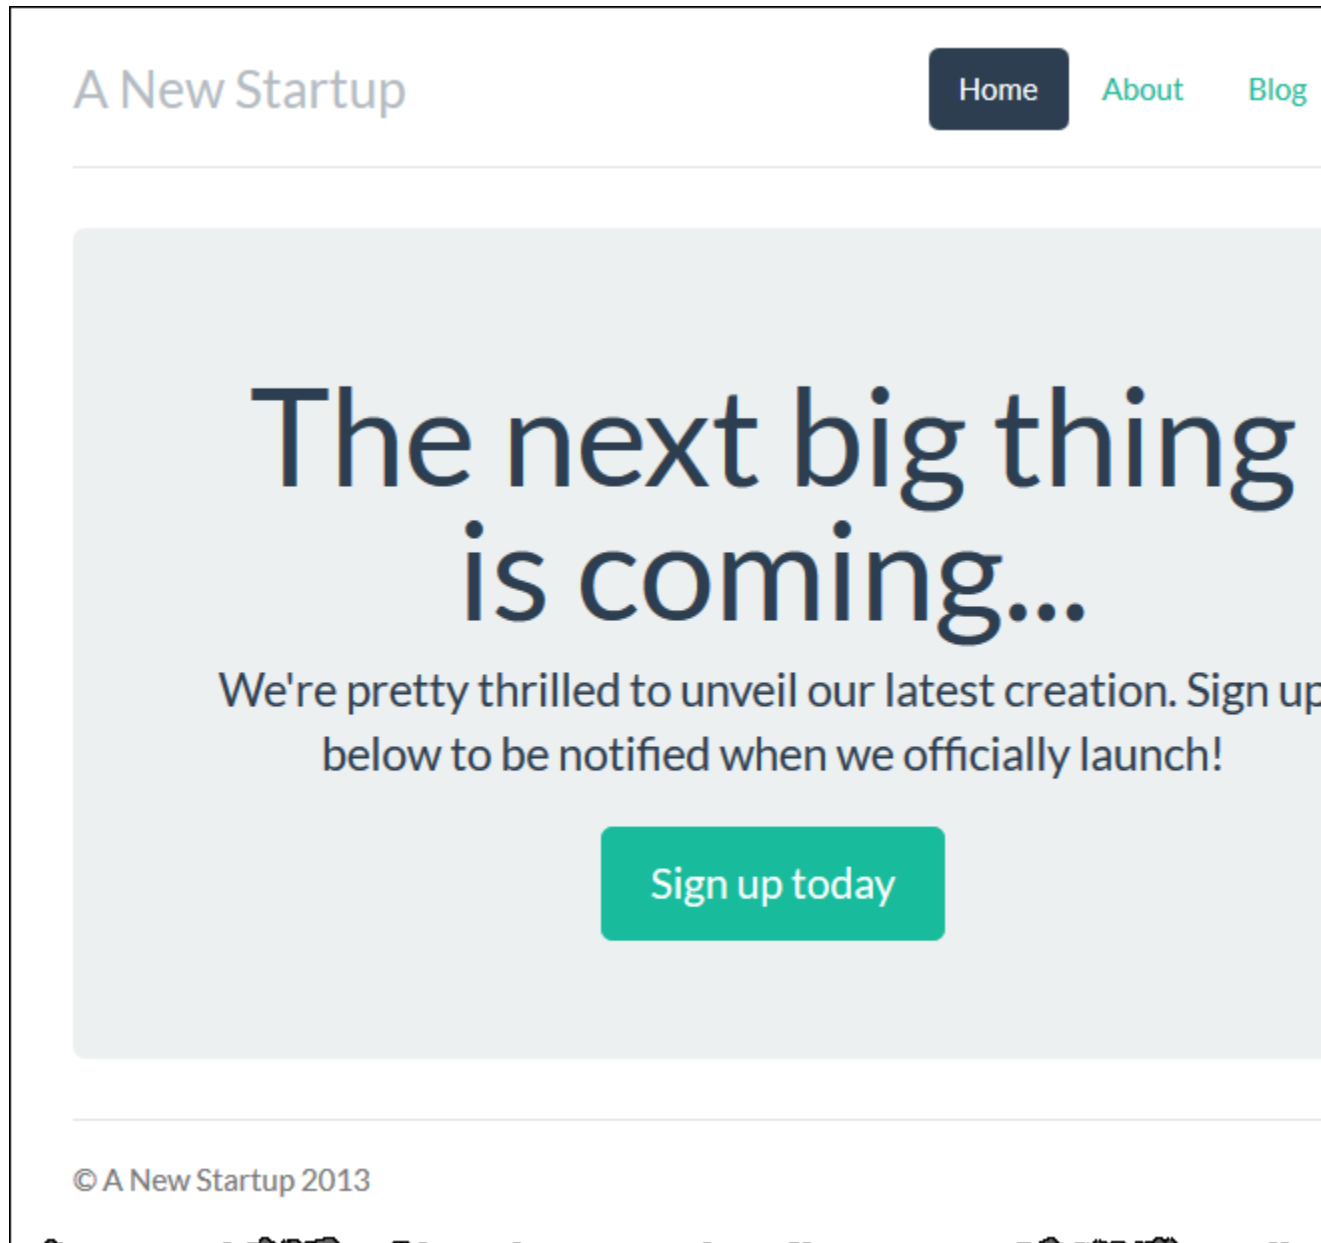 A New Startup
Home About Blog
The next big thing
is coming...
We're pretty thrilled to unveil our latest creation. Sign up
below to be notified when we officially launch!
Sign up today
© A New Startup 2013